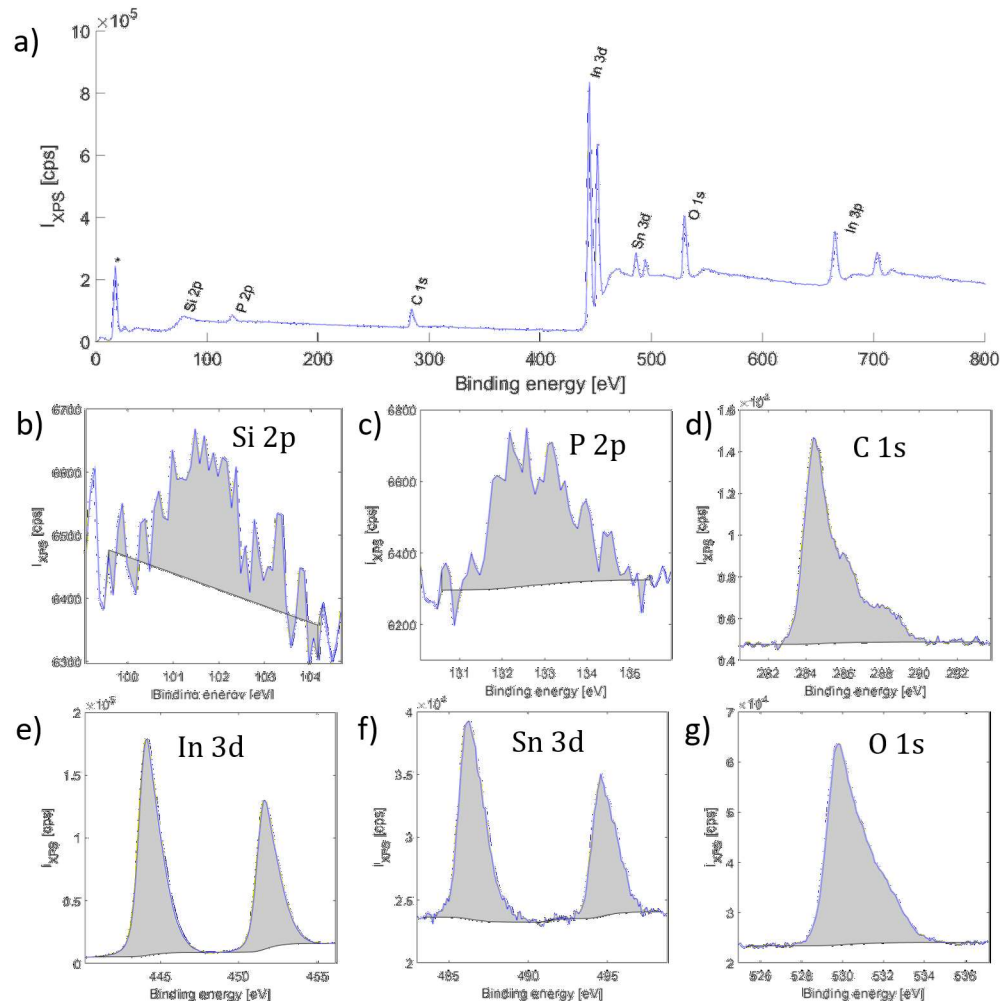 a)
×10⁵
10
8
6
4
2
0
I_XPS [cps]
*
Si 2p
P 2p
C 1s
In 3d
Sn 3d
O 1s
In 3p
0 100 200 300 400 500 600 700 800
Binding energy [eV]
b)
Si 2p
6700
6600
6500
6400
6300
I_XPS [cps]
100 101 102 103 104
Binding energy [eV]
c)
P 2p
6800
6600
6400
6200
I_XPS [cps]
131 132 133 134 135
Binding energy [eV]
d)
C 1s
×10⁴
1.6
1.4
1.2
1
0.8
0.6
0.4
I_XPS [cps]
282 284 286 288 290 292
Binding energy [eV]
e)
In 3d
2
1.5
1
0.5
0
I_XPS [cps]
445 450 455
Binding energy [eV]
f)
Sn 3d
×10⁴
4
3.5
3
2.5
2
I_XPS [cps]
485 490 495
Binding energy [eV]
g)
O 1s
×10⁴
7
6
5
4
3
2
I_XPS [cps]
526 528 530 532 534 536
Binding energy [eV]